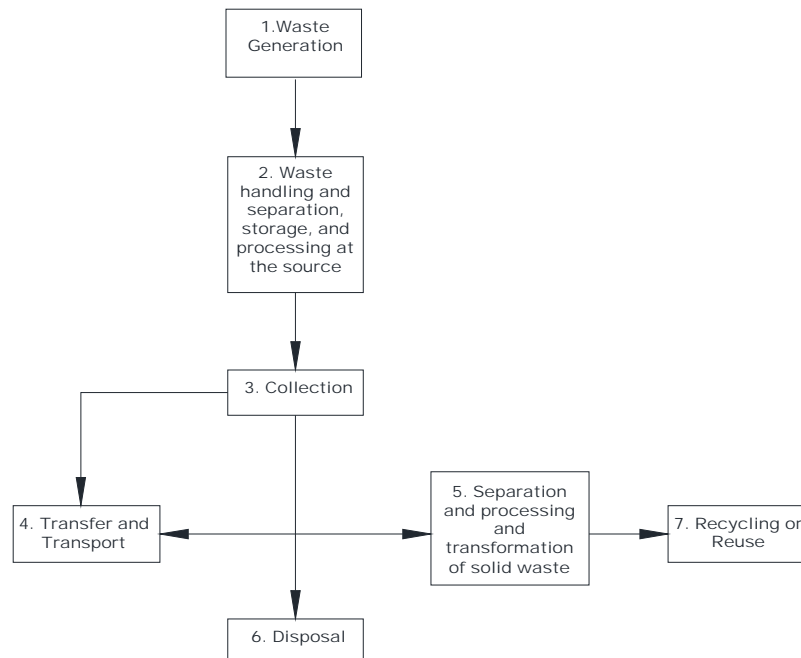 1.Waste
Generation
2. Waste
handling and
separation,
storage, and
processing at
the source
3. Collection
4. Transfer and
Transport
5. Separation
and processing
and
transformation
of solid waste
7. Recycling or
Reuse
6. Disposal